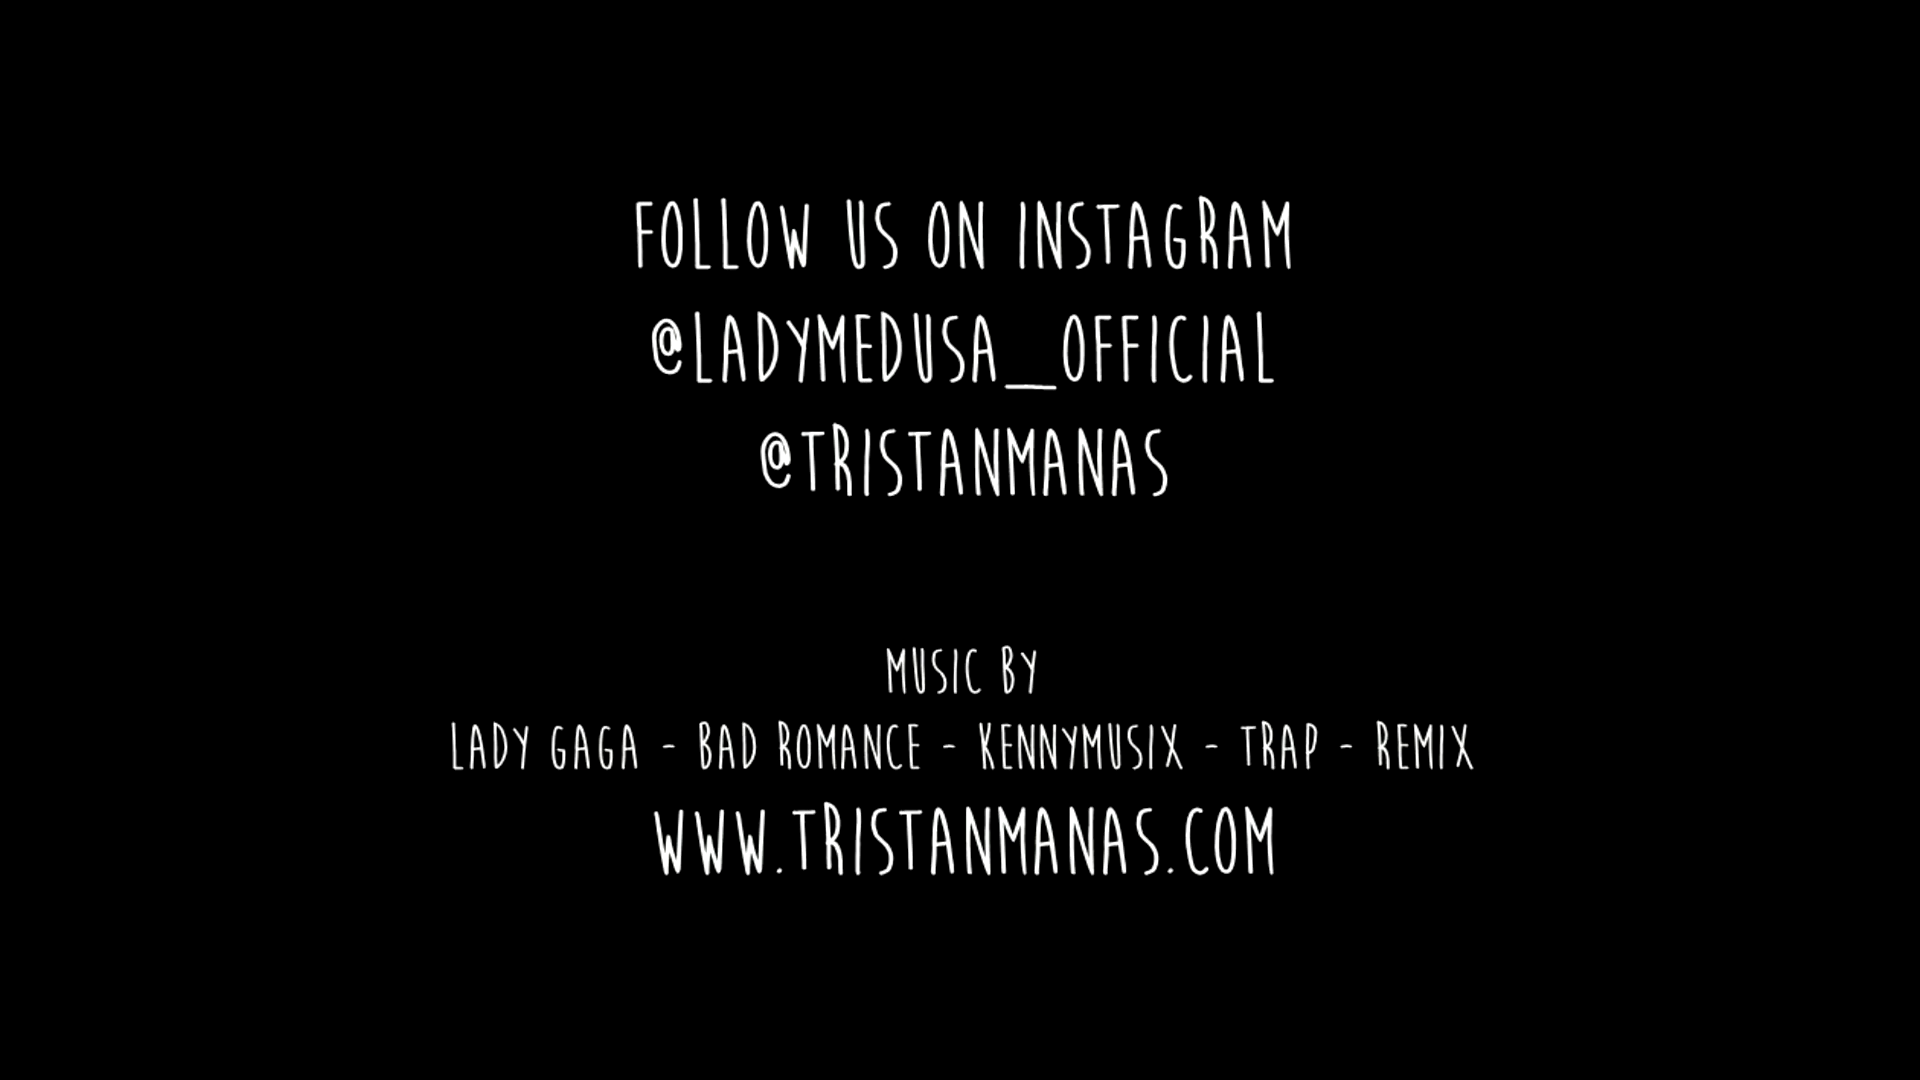 FOLLOW US ON INSTAGRAM
@LADYMEDUSA_OFFICIAL
@TRISTANMANAS
MUSIC BY
LADY GAGA - BAD ROMANCE - KENNYMUSIX - TRAP - REMIX
WWW.TRISTANMANAS.COM